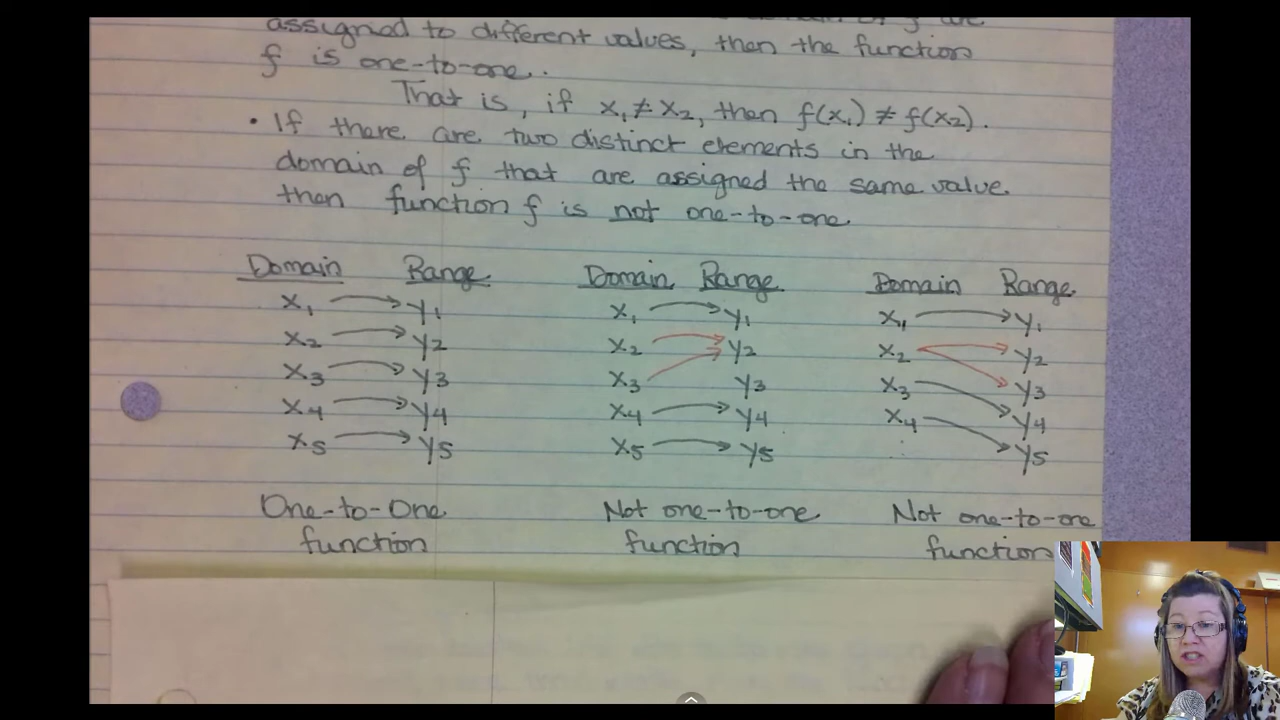 of f are
assigned to different values, then the function
f is one-to-one.
That is, if x₁ ≠ x₂, then f(x₁) ≠ f(x₂).
• If there are two distinct elements in the
domain of f that are assigned the same value
then function f is not one-to-one.
Domain Range Domain Range Domain Range
x₁ → y₁ x₁ → y₁ x₁ → y₁
x₂ → y₂ x₂ → y₂ x₂ → y₂
x₃ → y₃ x₃ y₃ x₃ y₃
x₄ → y₄ x₄ → y₄ x₄ y₄
x₅ → y₅ x₅ → y₅ y₅
One-to-One Not one-to-one Not one-to-one
function function function